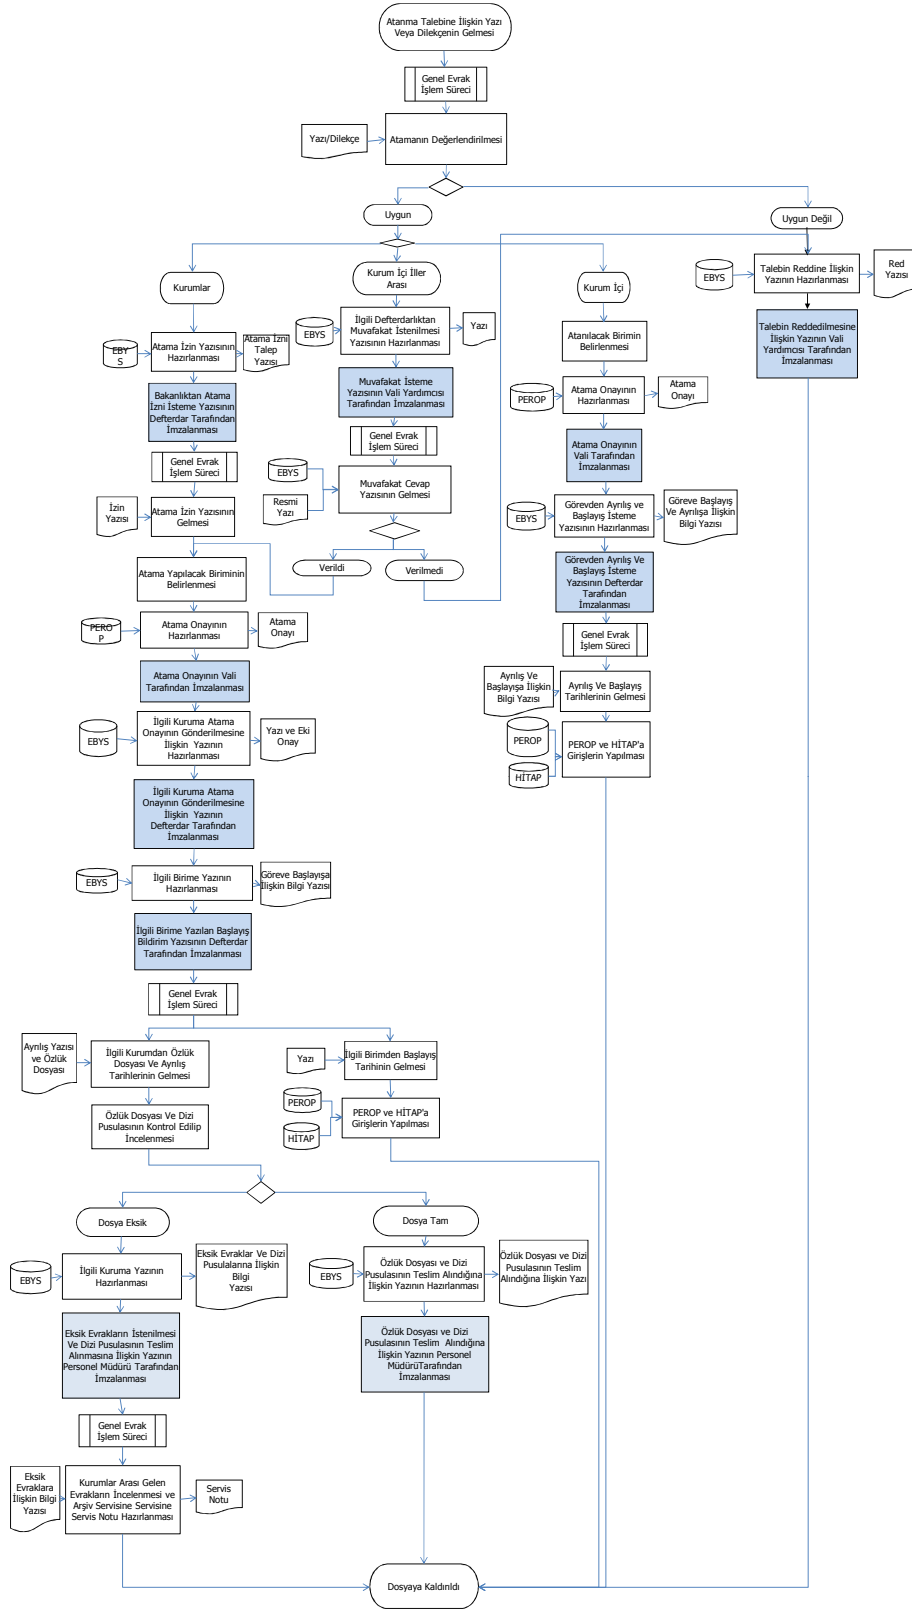 Atanma Talebine İlişkin Yazı
Veya Dilekçenin Gelmesi
Genel Evrak
İşlem Süreci
Yazı/Dilekçe
Atamanın Değerlendirilmesi
Uygun
Uygun Değil
Kurumlar
Kurum İçi İller
Arası
Kurum İçi
EBYS
Talebin Reddine İlişkin
Yazının Hazırlanması
Red
Yazısı
EBY
S
Atama İzin Yazısının
Hazırlanması
Atama İzni
Talep
Yazısı
EBYS
İlgili Defterdarlıktan
Muvafakat İstenilmesi
Yazısının Hazırlanması
Yazı
Atanılacak Birimin
Belirlenmesi
Talebin Reddedilmesine
İlişkin Yazının Vali
Yardımcısı Tarafından
İmzalanması
Bakanlıktan Atama
İzni İsteme Yazısının
Defterdar Tarafından
İmzalanması
Muvafakat İsteme
Yazısının Vali Yardımcısı
Tarafından İmzalanması
PEROP
Atama Onayının
Hazırlanması
Atama
Onayı
Genel Evrak
İşlem Süreci
Genel Evrak
İşlem Süreci
Atama Onayının
Vali Tarafından
İmzalanması
İzin
Yazısı
Atama İzin Yazısının
Gelmesi
EBYS
Resmi
Yazı
Muvafakat Cevap
Yazısının Gelmesi
EBYS
Görevden Ayrılış ve
Başlayış İsteme
Yazısının Hazırlanması
Göreve Başlayış
Ve Ayrılışa İlişkin
Bilgi Yazısı
Verildi
Verilmedi
Atama Yapılacak Biriminin
Belirlenmesi
Görevden Ayrılış Ve
Başlayış İsteme
Yazısının Defterdar
Tarafından
İmzalanması
PERO
P
Atama Onayının
Hazırlanması
Atama
Onayı
Genel Evrak
İşlem Süreci
Atama Onayının Vali
Tarafından İmzalanması
Ayrılış Ve
Başlayışa İlişkin
Bilgi Yazısı
Ayrılış Ve Başlayış
Tarihlerinin Gelmesi
EBYS
İlgili Kuruma Atama
Onayının Gönderilmesine
İlişkin Yazının
Hazırlanması
Yazı ve Eki
Onay
PEROP
HİTAP
PEROP ve HİTAP'a
Girişlerin Yapılması
İlgili Kuruma Atama
Onayının Gönderilmesine
İlişkin Yazının
Defterdar Tarafından
İmzalanması
EBYS
İlgili Birime Yazının
Hazırlanması
Göreve Başlayışa
İlişkin Bilgi Yazısı
İlgili Birime Yazılan Başlayış
Bildirim Yazısının Defterdar
Tarafından İmzalanması
Genel Evrak
İşlem Süreci
Ayrılış Yazısı
ve Özlük
Dosyası
İlgili Kurumdan Özlük
Dosyası Ve Ayrılış
Tarihlerinin Gelmesi
Yazı
İlgili Birimden Başlayış
Tarihinin Gelmesi
Özlük Dosyası Ve Dizi
Pusulasının Kontrol Edilip
İncelenmesi
PEROP
HİTAP
PEROP ve HİTAP'a
Girişlerin Yapılması
Dosya Eksik
Dosya Tam
EBYS
İlgili Kuruma Yazının
Hazırlanması
Eksik Evraklar Ve Dizi
Pusulalarına İlişkin
Bilgi
Yazısı
EBYS
Özlük Dosyası ve Dizi
Pusulasının Teslim Alındığına
İlişkin Yazının Hazırlanması
Özlük Dosyası ve Dizi
Pusulasının Teslim
Alındığına İlişkin Yazı
Eksik Evrakların İstenilmesi
Ve Dizi Pusulasının Teslim
Alınmasına İlişkin Yazının
Personel Müdürü Tarafından
İmzalanması
Özlük Dosyası ve Dizi
Pusulasının Teslim Alındığına
İlişkin Yazının Personel
MüdürüTarafından
İmzalanması
Genel Evrak
İşlem Süreci
Eksik
Evraklara
İlişkin Bilgi
Yazısı
Kurumlar Arası Gelen
Evrakların İncelenmesi ve
Arşiv Servisine Servisine
Servis Notu Hazırlanması
Servis
Notu
Dosyaya Kaldırıldı